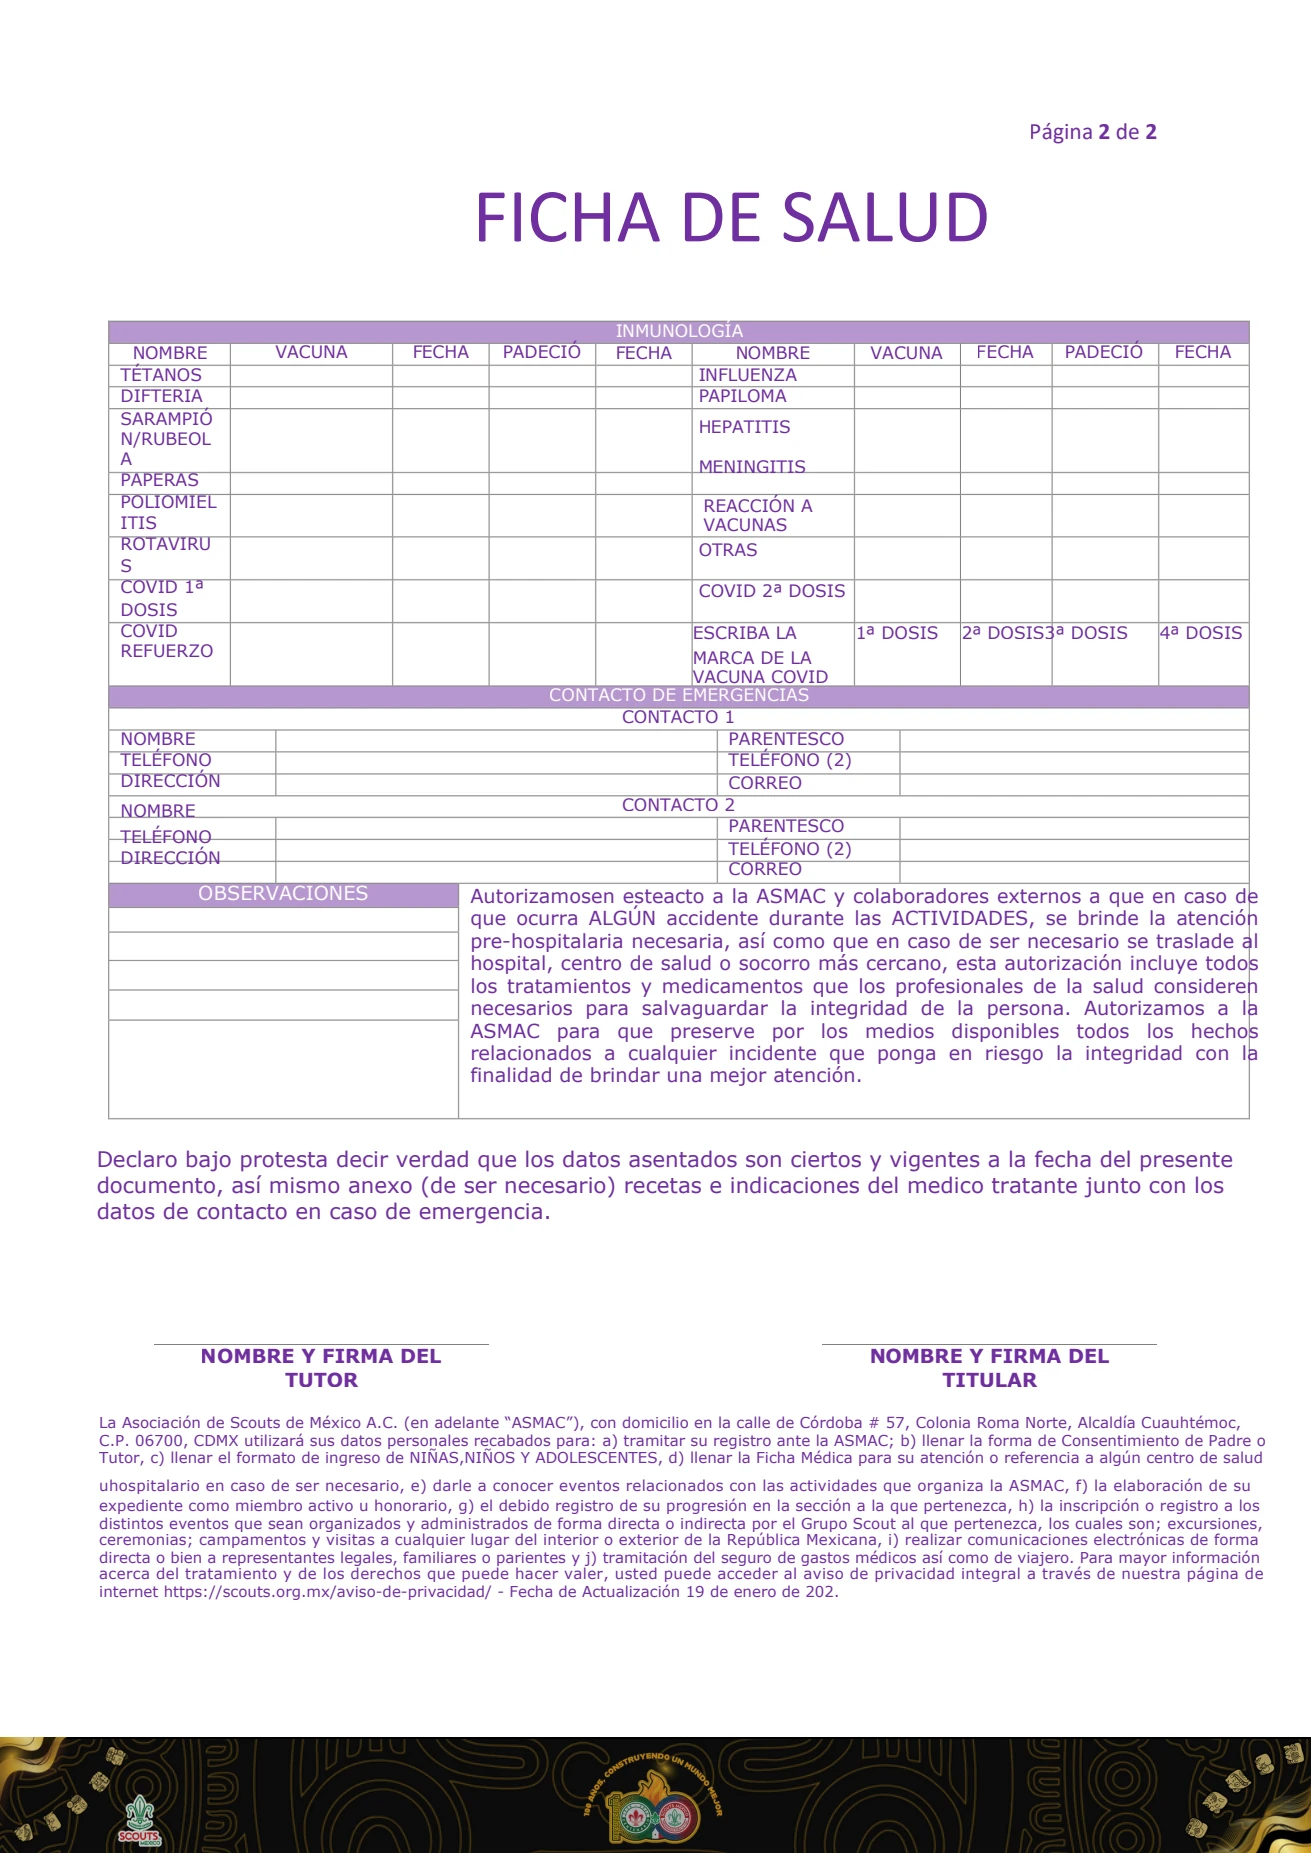 Página 2 de 2
FICHA DE SALUD
INMUNOLOGÍA
NOMBRE VACUNA FECHA PADECIÓ FECHA NOMBRE VACUNA FECHA PADECIÓ FECHA
TÉTANOS INFLUENZA
DIFTERIA PAPILOMA
SARAMPIÓ
N/RUBEOL
A
HEPATITIS
MENINGITIS
PAPERAS
POLIOMIEL
ITIS
REACCIÓN A
VACUNAS
ROTAVIRU
S
OTRAS
COVID 1ª
DOSIS
COVID 2ª DOSIS
COVID
REFUERZO
ESCRIBA LA
MARCA DE LA
VACUNA COVID
1ª DOSIS 2ª DOSIS3ª DOSIS 4ª DOSIS
CONTACTO DE EMERGENCIAS
CONTACTO 1
NOMBRE PARENTESCO
TELÉFONO TELÉFONO (2)
DIRECCIÓN CORREO
CONTACTO 2
NOMBRE PARENTESCO
TELÉFONO TELÉFONO (2)
DIRECCIÓN CORREO
OBSERVACIONES
Autorizamosen esteacto a la ASMAC y colaboradores externos a que en caso de
que ocurra ALGÚN accidente durante las ACTIVIDADES, se brinde la atención
pre-hospitalaria necesaria, así como que en caso de ser necesario se traslade al
hospital, centro de salud o socorro más cercano, esta autorización incluye todos
los tratamientos y medicamentos que los profesionales de la salud consideren
necesarios para salvaguardar la integridad de la persona. Autorizamos a la
ASMAC para que preserve por los medios disponibles todos los hechos
relacionados a cualquier incidente que ponga en riesgo la integridad con la
finalidad de brindar una mejor atención.
Declaro bajo protesta decir verdad que los datos asentados son ciertos y vigentes a la fecha del presente
documento, así mismo anexo (de ser necesario) recetas e indicaciones del medico tratante junto con los
datos de contacto en caso de emergencia.
NOMBRE Y FIRMA DEL
TUTOR
NOMBRE Y FIRMA DEL
TITULAR
La Asociación de Scouts de México A.C. (en adelante “ASMAC”), con domicilio en la calle de Córdoba # 57, Colonia Roma Norte, Alcaldía Cuauhtémoc,
C.P. 06700, CDMX utilizará sus datos personales recabados para: a) tramitar su registro ante la ASMAC; b) llenar la forma de Consentimiento de Padre o
Tutor, c) llenar el formato de ingreso de NIÑAS,NIÑOS Y ADOLESCENTES, d) llenar la Ficha Médica para su atención o referencia a algún centro de salud
uhospitalario en caso de ser necesario, e) darle a conocer eventos relacionados con las actividades que organiza la ASMAC, f) la elaboración de su
expediente como miembro activo u honorario, g) el debido registro de su progresión en la sección a la que pertenezca, h) la inscripción o registro a los
distintos eventos que sean organizados y administrados de forma directa o indirecta por el Grupo Scout al que pertenezca, los cuales son; excursiones,
ceremonias; campamentos y visitas a cualquier lugar del interior o exterior de la República Mexicana, i) realizar comunicaciones electrónicas de forma
directa o bien a representantes legales, familiares o parientes y j) tramitación del seguro de gastos médicos así como de viajero. Para mayor información
acerca del tratamiento y de los derechos que puede hacer valer, usted puede acceder al aviso de privacidad integral a través de nuestra página de
internet https://scouts.org.mx/aviso-de-privacidad/ - Fecha de Actualización 19 de enero de 202.
100 AÑOS, CONSTRUYENDO UN MUNDO MEJOR
SCOUTS
MÉXICO